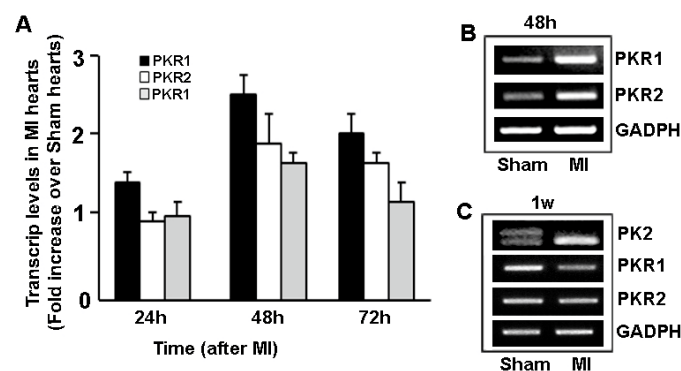 A
Transcrip levels in MI hearts
(Fold increase over Sham hearts)
3
2
1
0
PKR1
PKR2
PKR1
24h
48h
72h
Time (after MI)
B
48h
PKR1
PKR2
GADPH
Sham MI
C
1w
PK2
PKR1
PKR2
GADPH
Sham MI